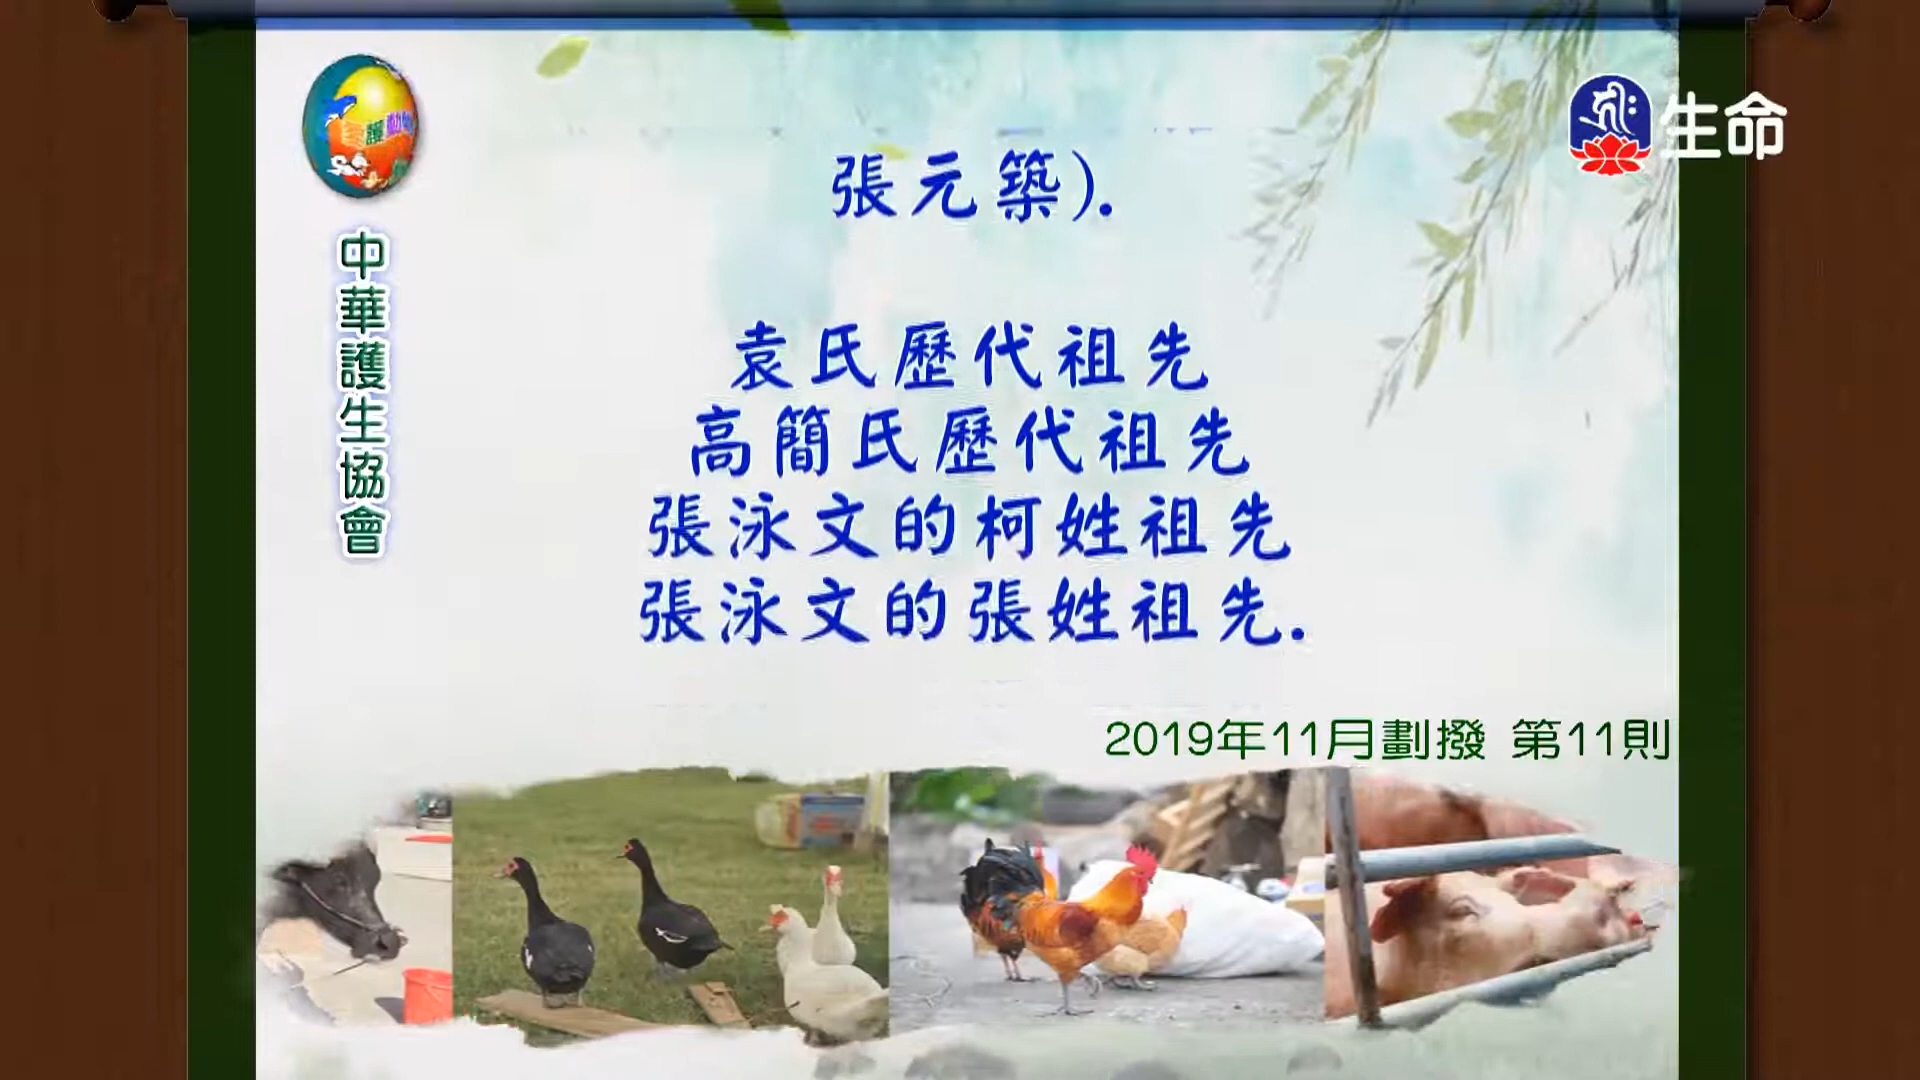 生命
中華護生協會
張元築).
袁氏歷代祖先
高簡氏歷代祖先
張泳文的柯姓祖先
張泳文的張姓祖先.
2019年11月劃撥 第11則